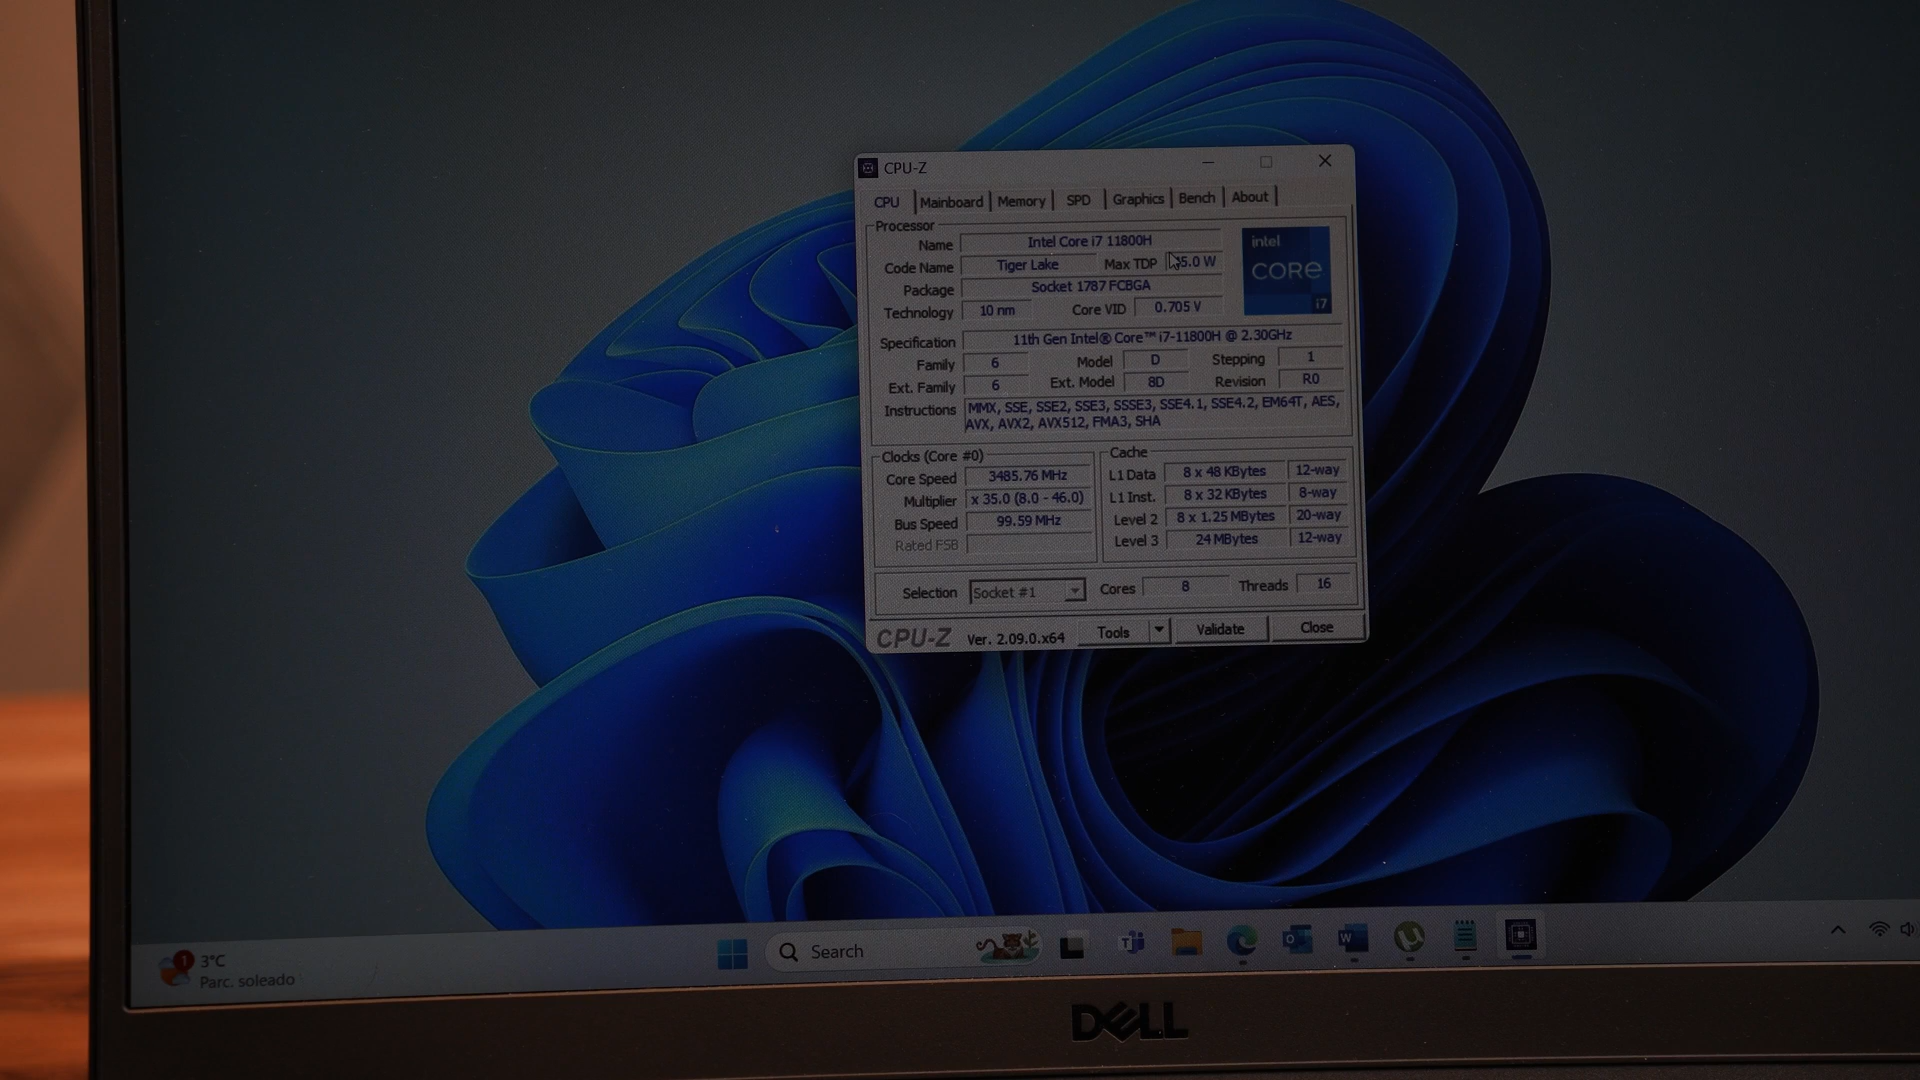 CPU-Z
CPU Mainboard Memory SPD Graphics Bench About
Processor
Name Intel Core i7 11800H
Code Name Tiger Lake Max TDP
Package Socket 1787 FCBGA
Technology 10 nm Core VID 0.705 V
intel
CORe
i7
Specification 11th Gen Intel® Core™ i7-11800H @ 2.30GHz
Family 6 Model D Stepping 1
Ext. Family 6 Ext. Model 8D Revision R0
Instructions MMX, SSE, SSE2, SSE3, SSSE3, SSE4.1, SSE4.2, EM64T, AES,
AVX, AVX2, AVX512, FMA3, SHA
Clocks (Core #0)
Core Speed 3485.76 MHz
Multiplier x 35.0 (8.0 - 46.0)
Bus Speed 99.59 MHz
Rated FSB
Cache
L1 Data 8 x 48 KBytes 12-way
L1 Inst. 8 x 32 KBytes 8-way
Level 2 8 x 1.25 MBytes 20-way
Level 3 24 MBytes 12-way
Selection Socket #1 Cores 8 Threads 16
CPU-Z Ver. 2.09.0.x64 Tools Validate Close
1
3°C
Parc. soleado
Search
DELL